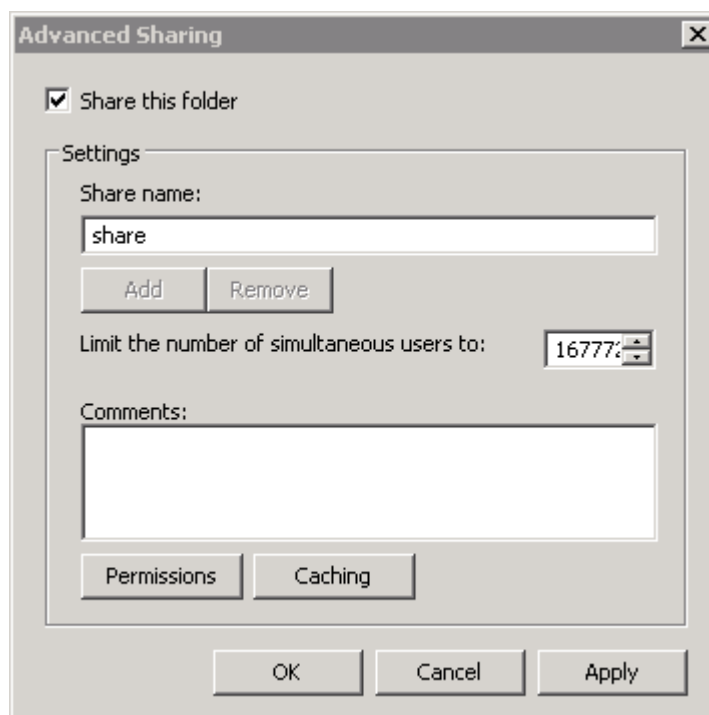 Advanced Sharing
Share this folder
Settings
Share name:
share
Add Remove
Limit the number of simultaneous users to:
Comments:
Permissions Caching
OK Cancel Apply